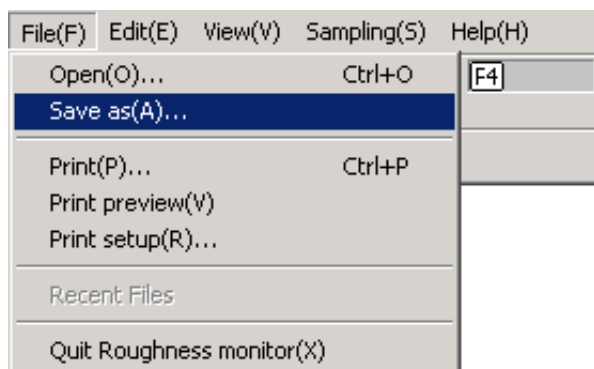 File(F) Edit(E) View(V) Sampling(S) Help(H)
Open(O)... Ctrl+O F4
Save as(A)...
Print(P)... Ctrl+P
Print preview(V)
Print setup(R)...
Recent Files
Quit Roughness monitor(X)